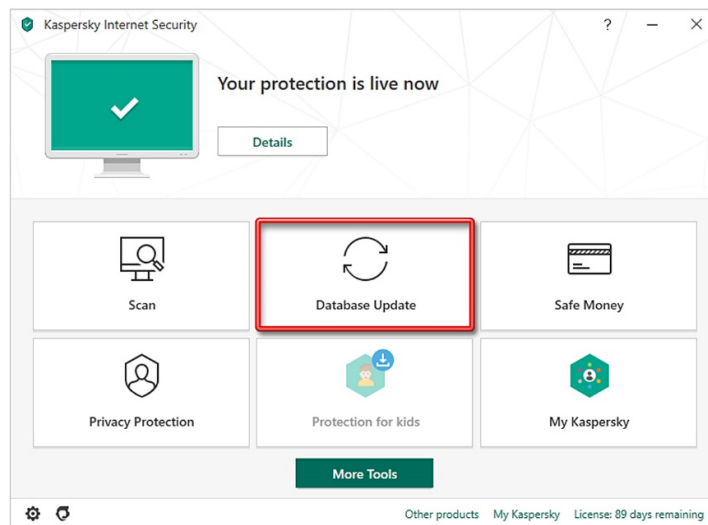 Kaspersky Internet Security
?
Your protection is live now
Details
Scan
Database Update
Safe Money
Privacy Protection
Protection for kids
My Kaspersky
More Tools
Other products My Kaspersky License: 89 days remaining